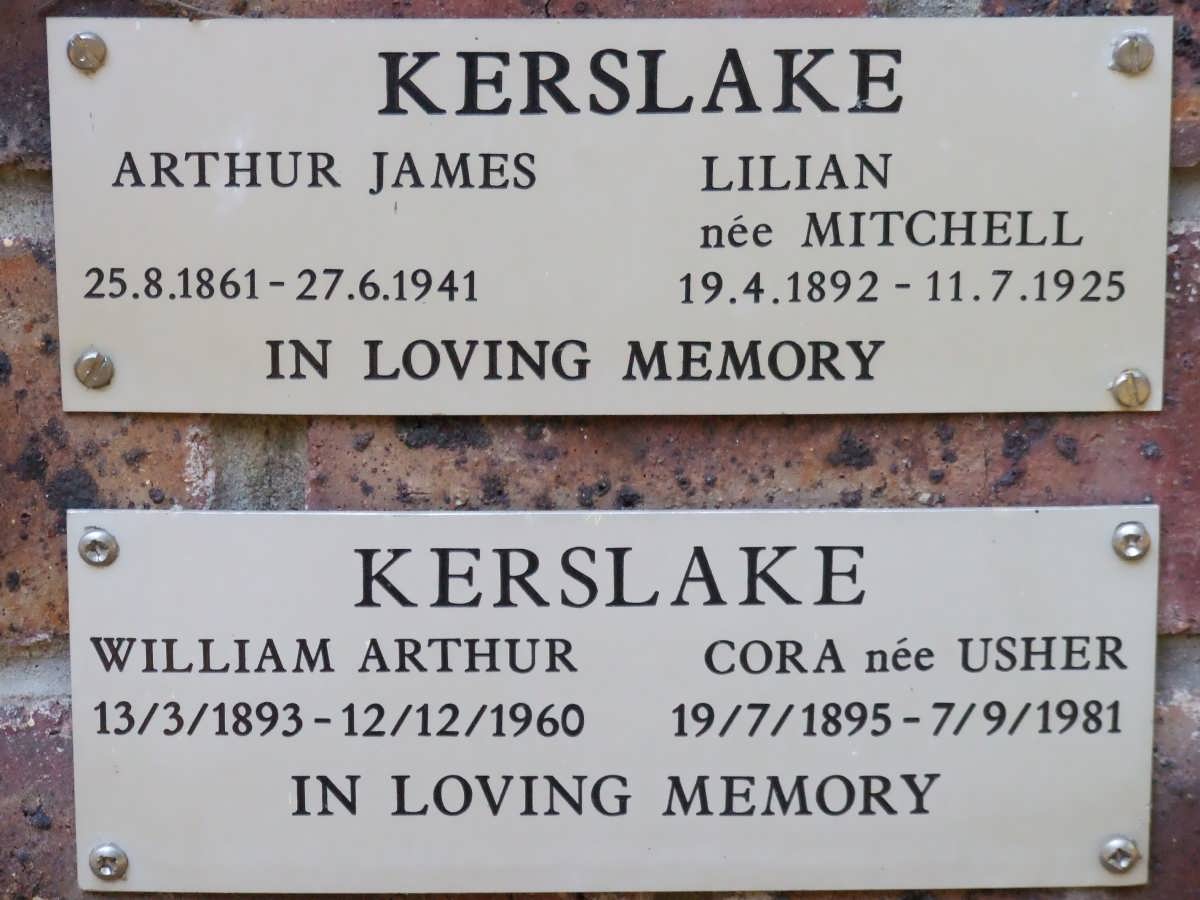 KERSLAKE
ARTHUR JAMES LILIAN
née MITCHELL
25.8.1861 - 27.6.1941 19.4.1892 - 11.7.1925
IN LOVING MEMORY
KERSLAKE
WILLIAM ARTHUR CORA née USHER
13/3/1893 - 12/12/1960 19/7/1895 - 7/9/1981
IN LOVING MEMORY